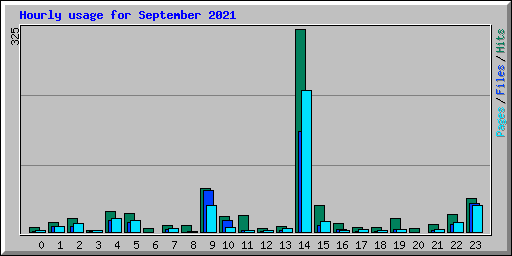 Hourly usage for September 2021
325
Pages/Files/Hits
0 1 2 3 4 5 6 7 8 9 10 11 12 13 14 15 16 17 18 19 20 21 22 23